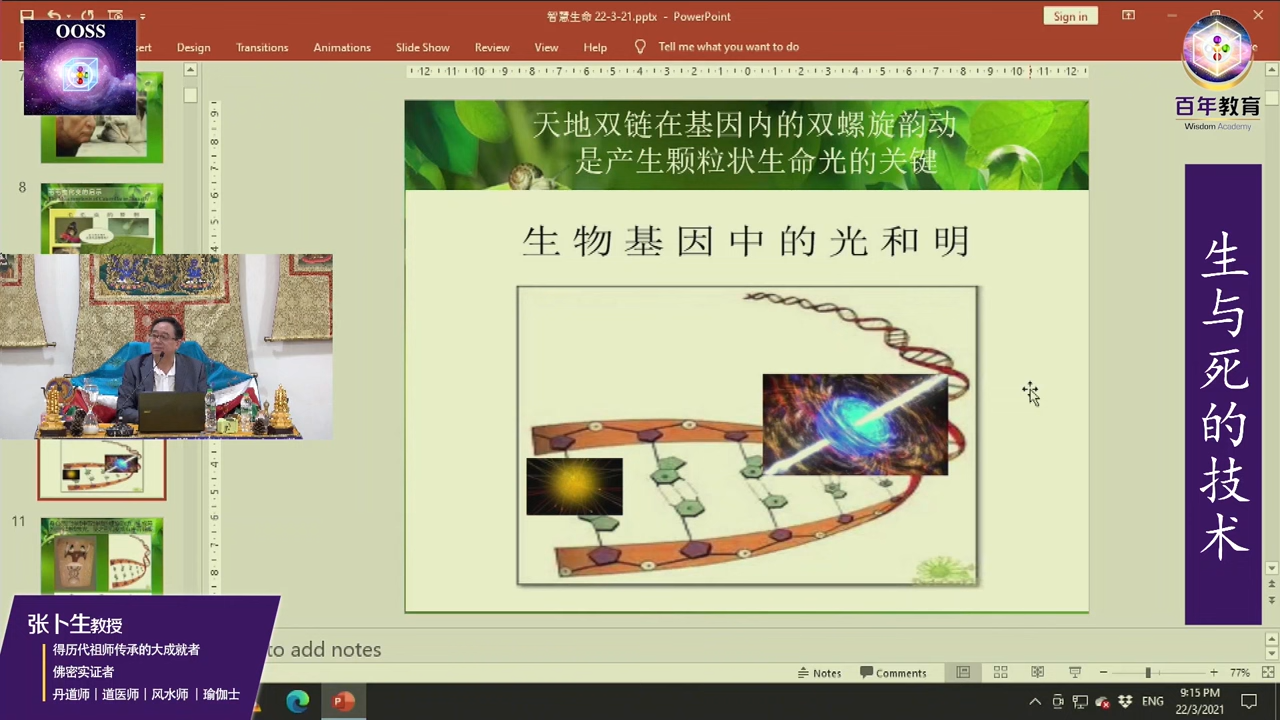 智慧生命 22-3-21.pptx - PowerPoint
Sign in
OOSS
Design
Transitions
Animations
Slide Show
Review
View
Help
Tell me what you want to do
百年教育
Wisdom Academy
天地双链在基因内的双螺旋韵动
是产生颗粒状生命光的关键
生物基因中的光和明
生与死的技术
8
11
张卜生教授
得历代祖师传承的大成就者
佛密实证者
丹道师｜道医师｜风水师｜瑜伽士
to add notes
Notes
Comments
77%
ENG
9:15 PM
22/3/2021